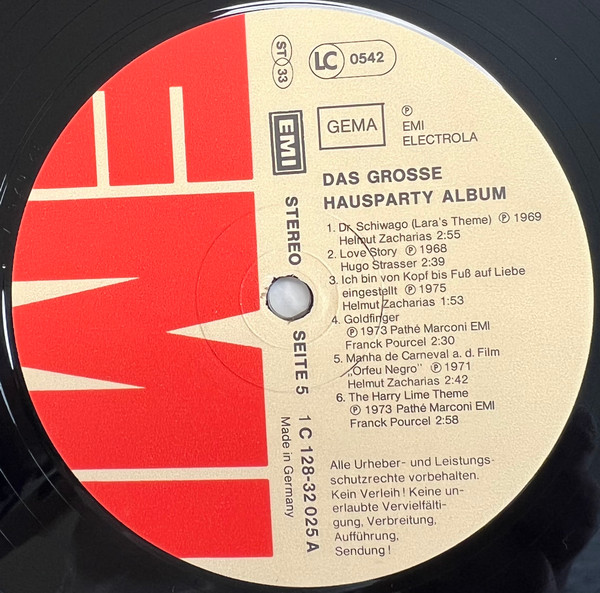 ST 33
LC 0542
EMI
GEMA
℗
EMI
ELECTROLA
DAS GROSSE
HAUSPARTY ALBUM
1. Dr. Schiwago (Lara's Theme) ℗ 1969
Helmut Zacharias 2:55
2. Love Story ℗ 1968
Hugo Strasser 2:39
3. Ich bin von Kopf bis Fuß auf Liebe
eingestellt ℗ 1975
Helmut Zacharias 1:53
4. Goldfinger
℗ 1973 Pathé Marconi EMI
Franck Pourcel 2:30
5. Manha de Carneval a. d. Film
„Orfeu Negro" ℗ 1971
Helmut Zacharias 2:42
6. The Harry Lime Theme
℗ 1973 Pathé Marconi EMI
Franck Pourcel 2:58
Alle Urheber- und Leistungs-
schutzrechte vorbehalten.
Kein Verleih! Keine un-
erlaubte Vervielfälti-
gung, Verbreitung,
Aufführung,
Sendung!
STEREO SEITE 5 1 C 128-32 025 A
Made in Germany
EMI